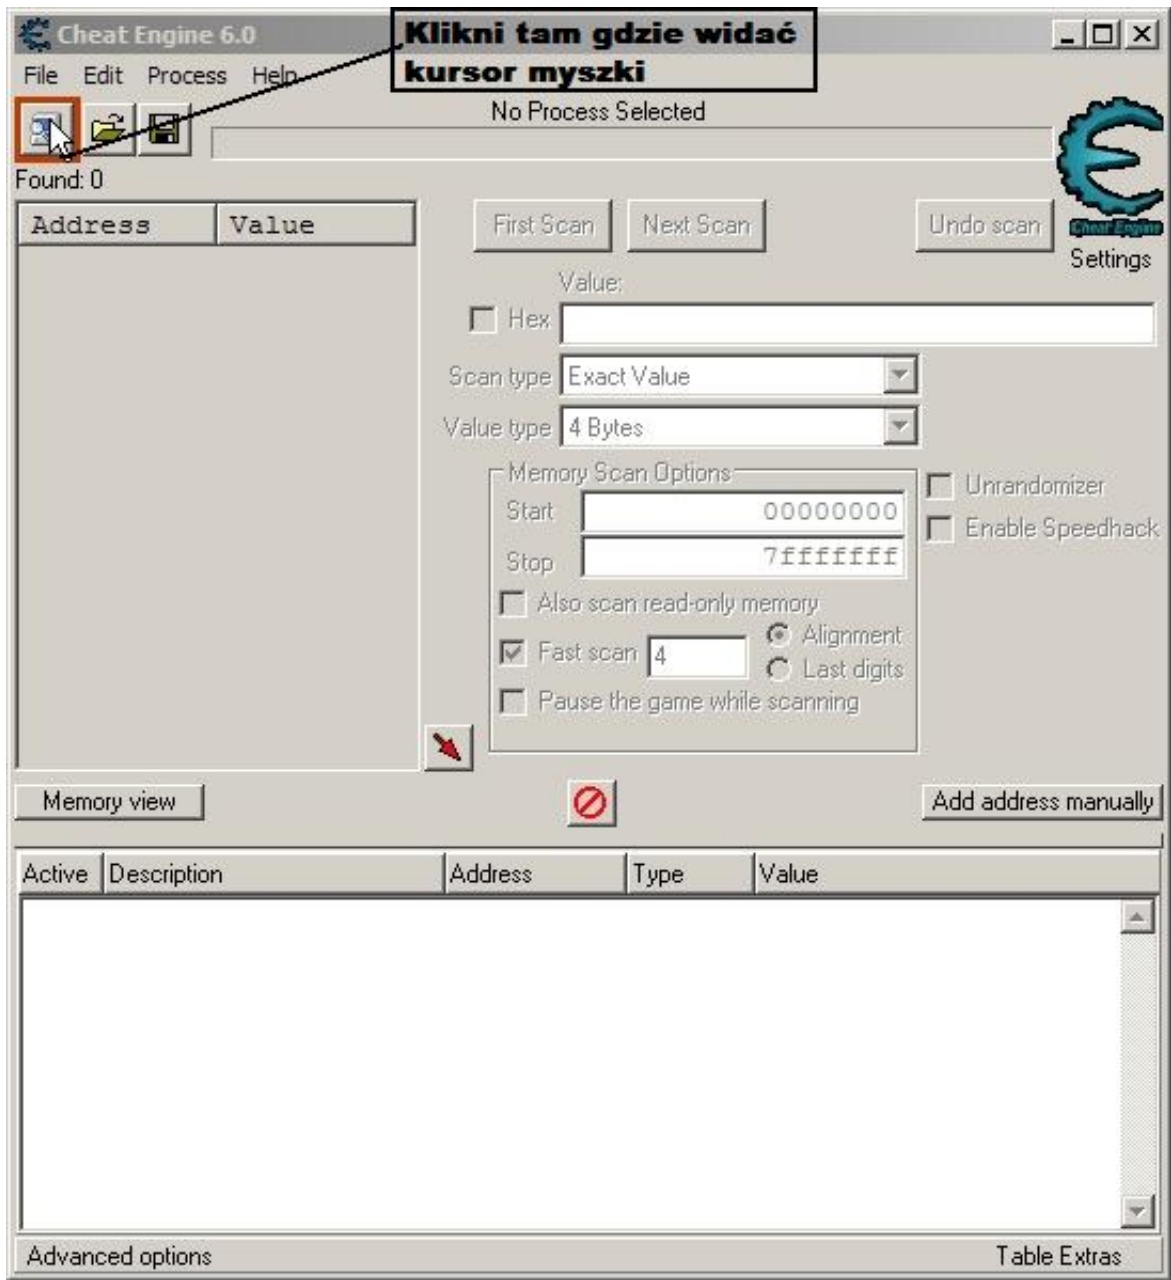 Cheat Engine 6.0
Klikni tam gdzie widać
kursor myszki
File Edit Process Help
No Process Selected
Found: 0
Address Value
First Scan Next Scan Undo scan
Cheat Engine
Settings
Value:
Hex
Scan type Exact Value
Value type 4 Bytes
Memory Scan Options
Start 00000000
Stop 7fffffff
Unrandomizer
Enable Speedhack
Also scan read-only memory
Fast scan 4 Alignment
Last digits
Pause the game while scanning
Memory view Add address manually
Active Description Address Type Value
Advanced options Table Extras